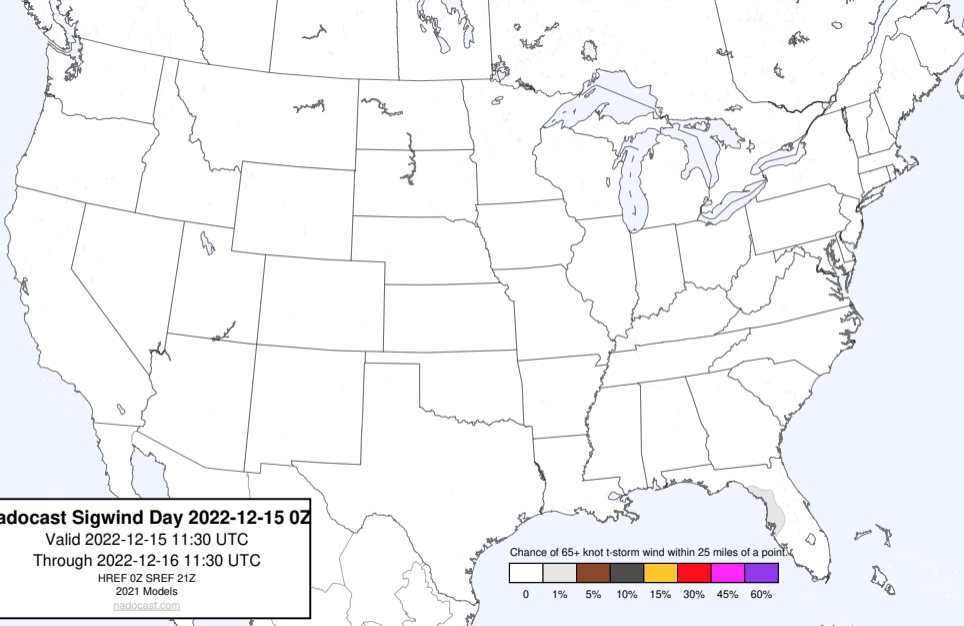 adocast Sigwind Day 2022-12-15 0Z
Valid 2022-12-15 11:30 UTC
Through 2022-12-16 11:30 UTC
HREF 0Z SREF 21Z
2021 Models
nadocast.com
Chance of 65+ knot t-storm wind within 25 miles of a point.
0 1% 5% 10% 15% 30% 45% 60%